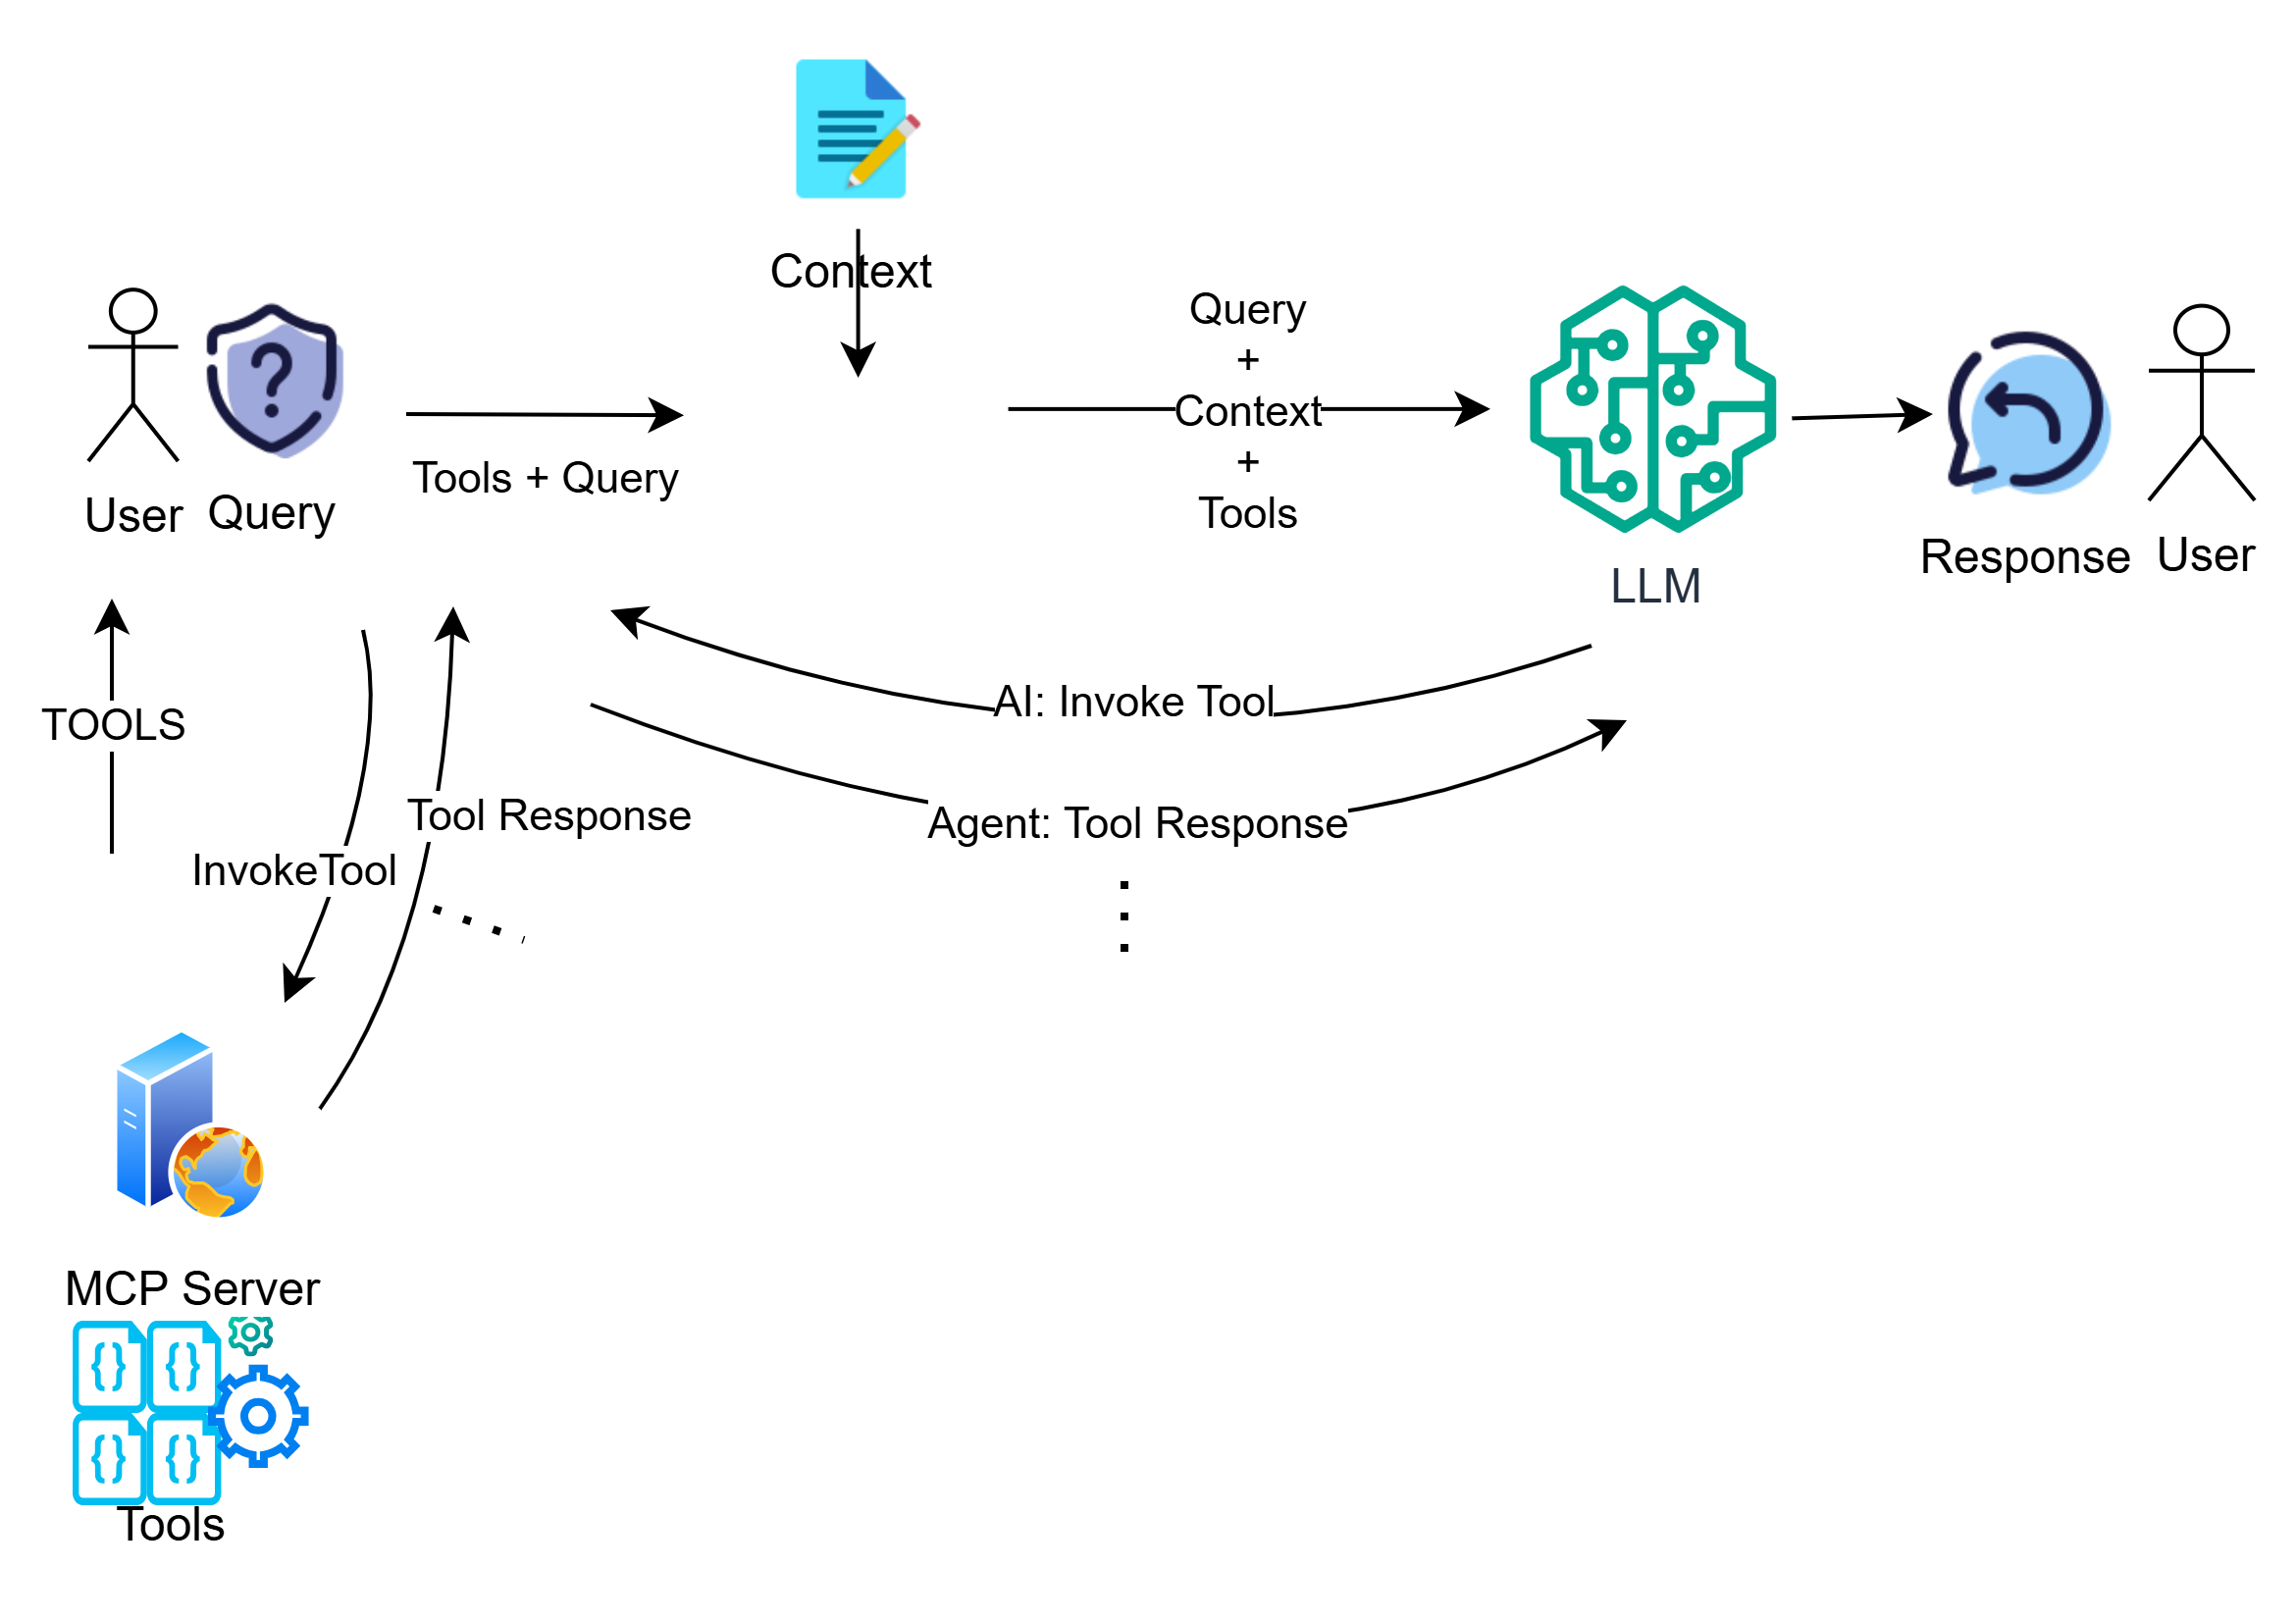 Context
Query
+
Context
+
Tools
Tools + Query
User
Query
LLM
Response
User
TOOLS
AI: Invoke Tool
Tool Response
Agent: Tool Response
InvokeTool
MCP Server
{}
{}
{}
{}
Tools